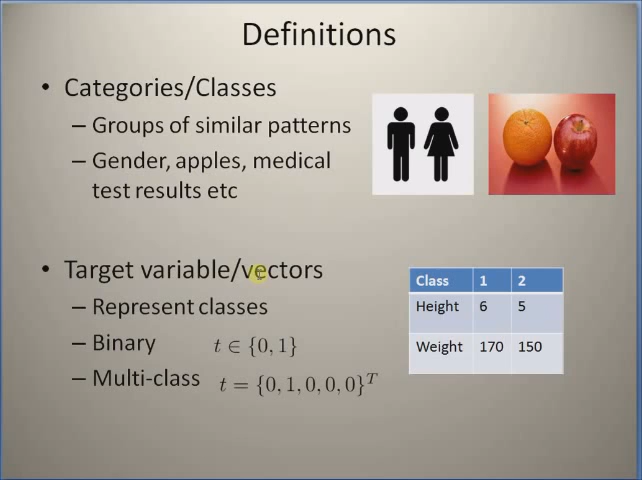 Definitions
• Categories/Classes
– Groups of similar patterns
– Gender, apples, medical
test results etc
• Target variable/vectors
– Represent classes
– Binary t ∈ {0, 1}
– Multi-class t = {0, 1, 0, 0, 0}^T
Class 1 2
Height 6 5
Weight 170 150